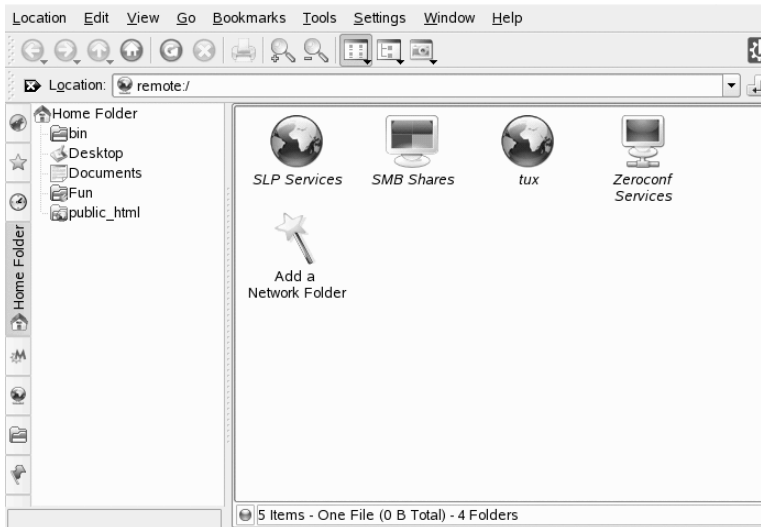 Location Edit View Go Bookmarks Tools Settings Window Help
Location: remote:/
Home Folder
Home Folder
bin
Desktop
Documents
Fun
public_html
SLP Services
SMB Shares
tux
Zeroconf
Services
Add a
Network Folder
5 Items - One File (0 B Total) - 4 Folders